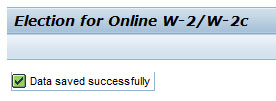 Election for Online W-2/W-2c
Data saved successfully